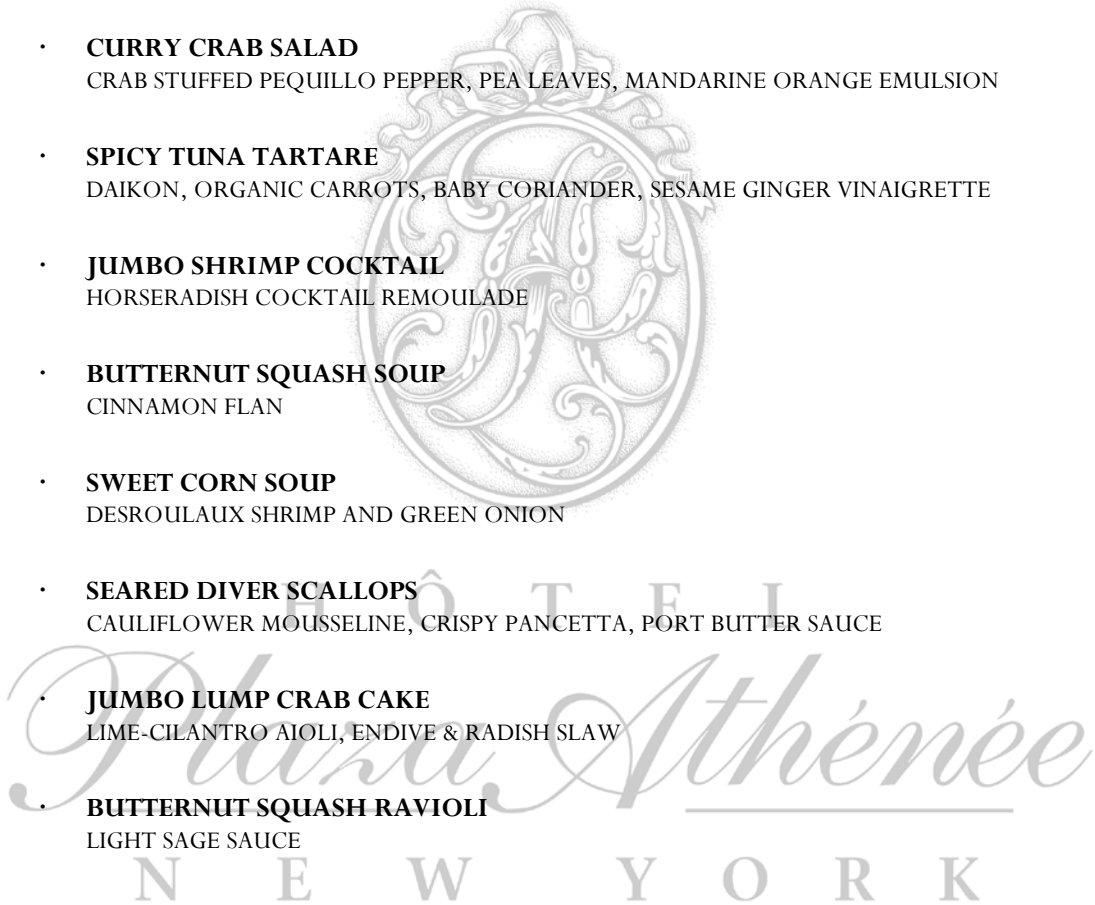 · CURRY CRAB SALAD
CRAB STUFFED PEQUILLO PEPPER, PEA LEAVES, MANDARINE ORANGE EMULSION
· SPICY TUNA TARTARE
DAIKON, ORGANIC CARROTS, BABY CORIANDER, SESAME GINGER VINAIGRETTE
· JUMBO SHRIMP COCKTAIL
HORSERADISH COCKTAIL REMOULADE
· BUTTERNUT SQUASH SOUP
CINNAMON FLAN
· SWEET CORN SOUP
DESROULAUX SHRIMP AND GREEN ONION
· SEARED DIVER SCALLOPS
CAULIFLOWER MOUSSELINE, CRISPY PANCETTA, PORT BUTTER SAUCE
· JUMBO LUMP CRAB CAKE
LIME-CILANTRO AIOLI, ENDIVE & RADISH SLAW
· BUTTERNUT SQUASH RAVIOLI
LIGHT SAGE SAUCE
HÔTEL
Plaza Athénée
NEW YORK